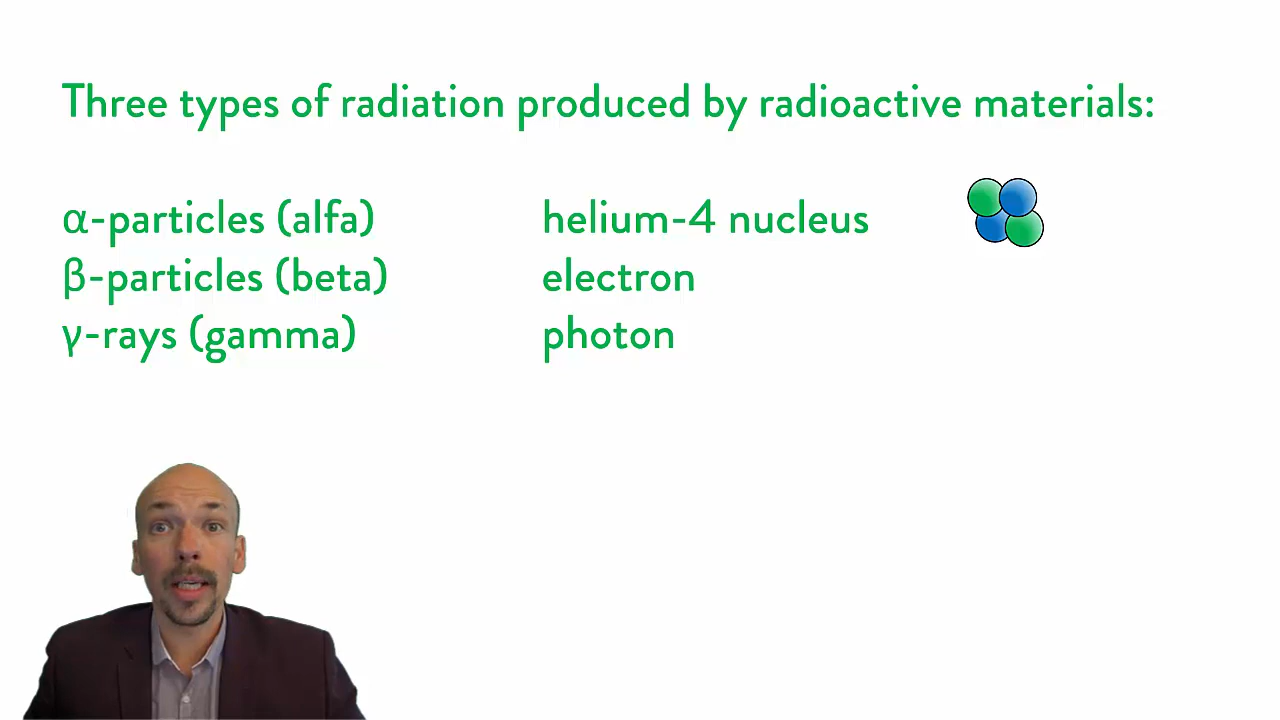 Three types of radiation produced by radioactive materials:
α-particles (alfa) helium-4 nucleus
β-particles (beta) electron
γ-rays (gamma) photon